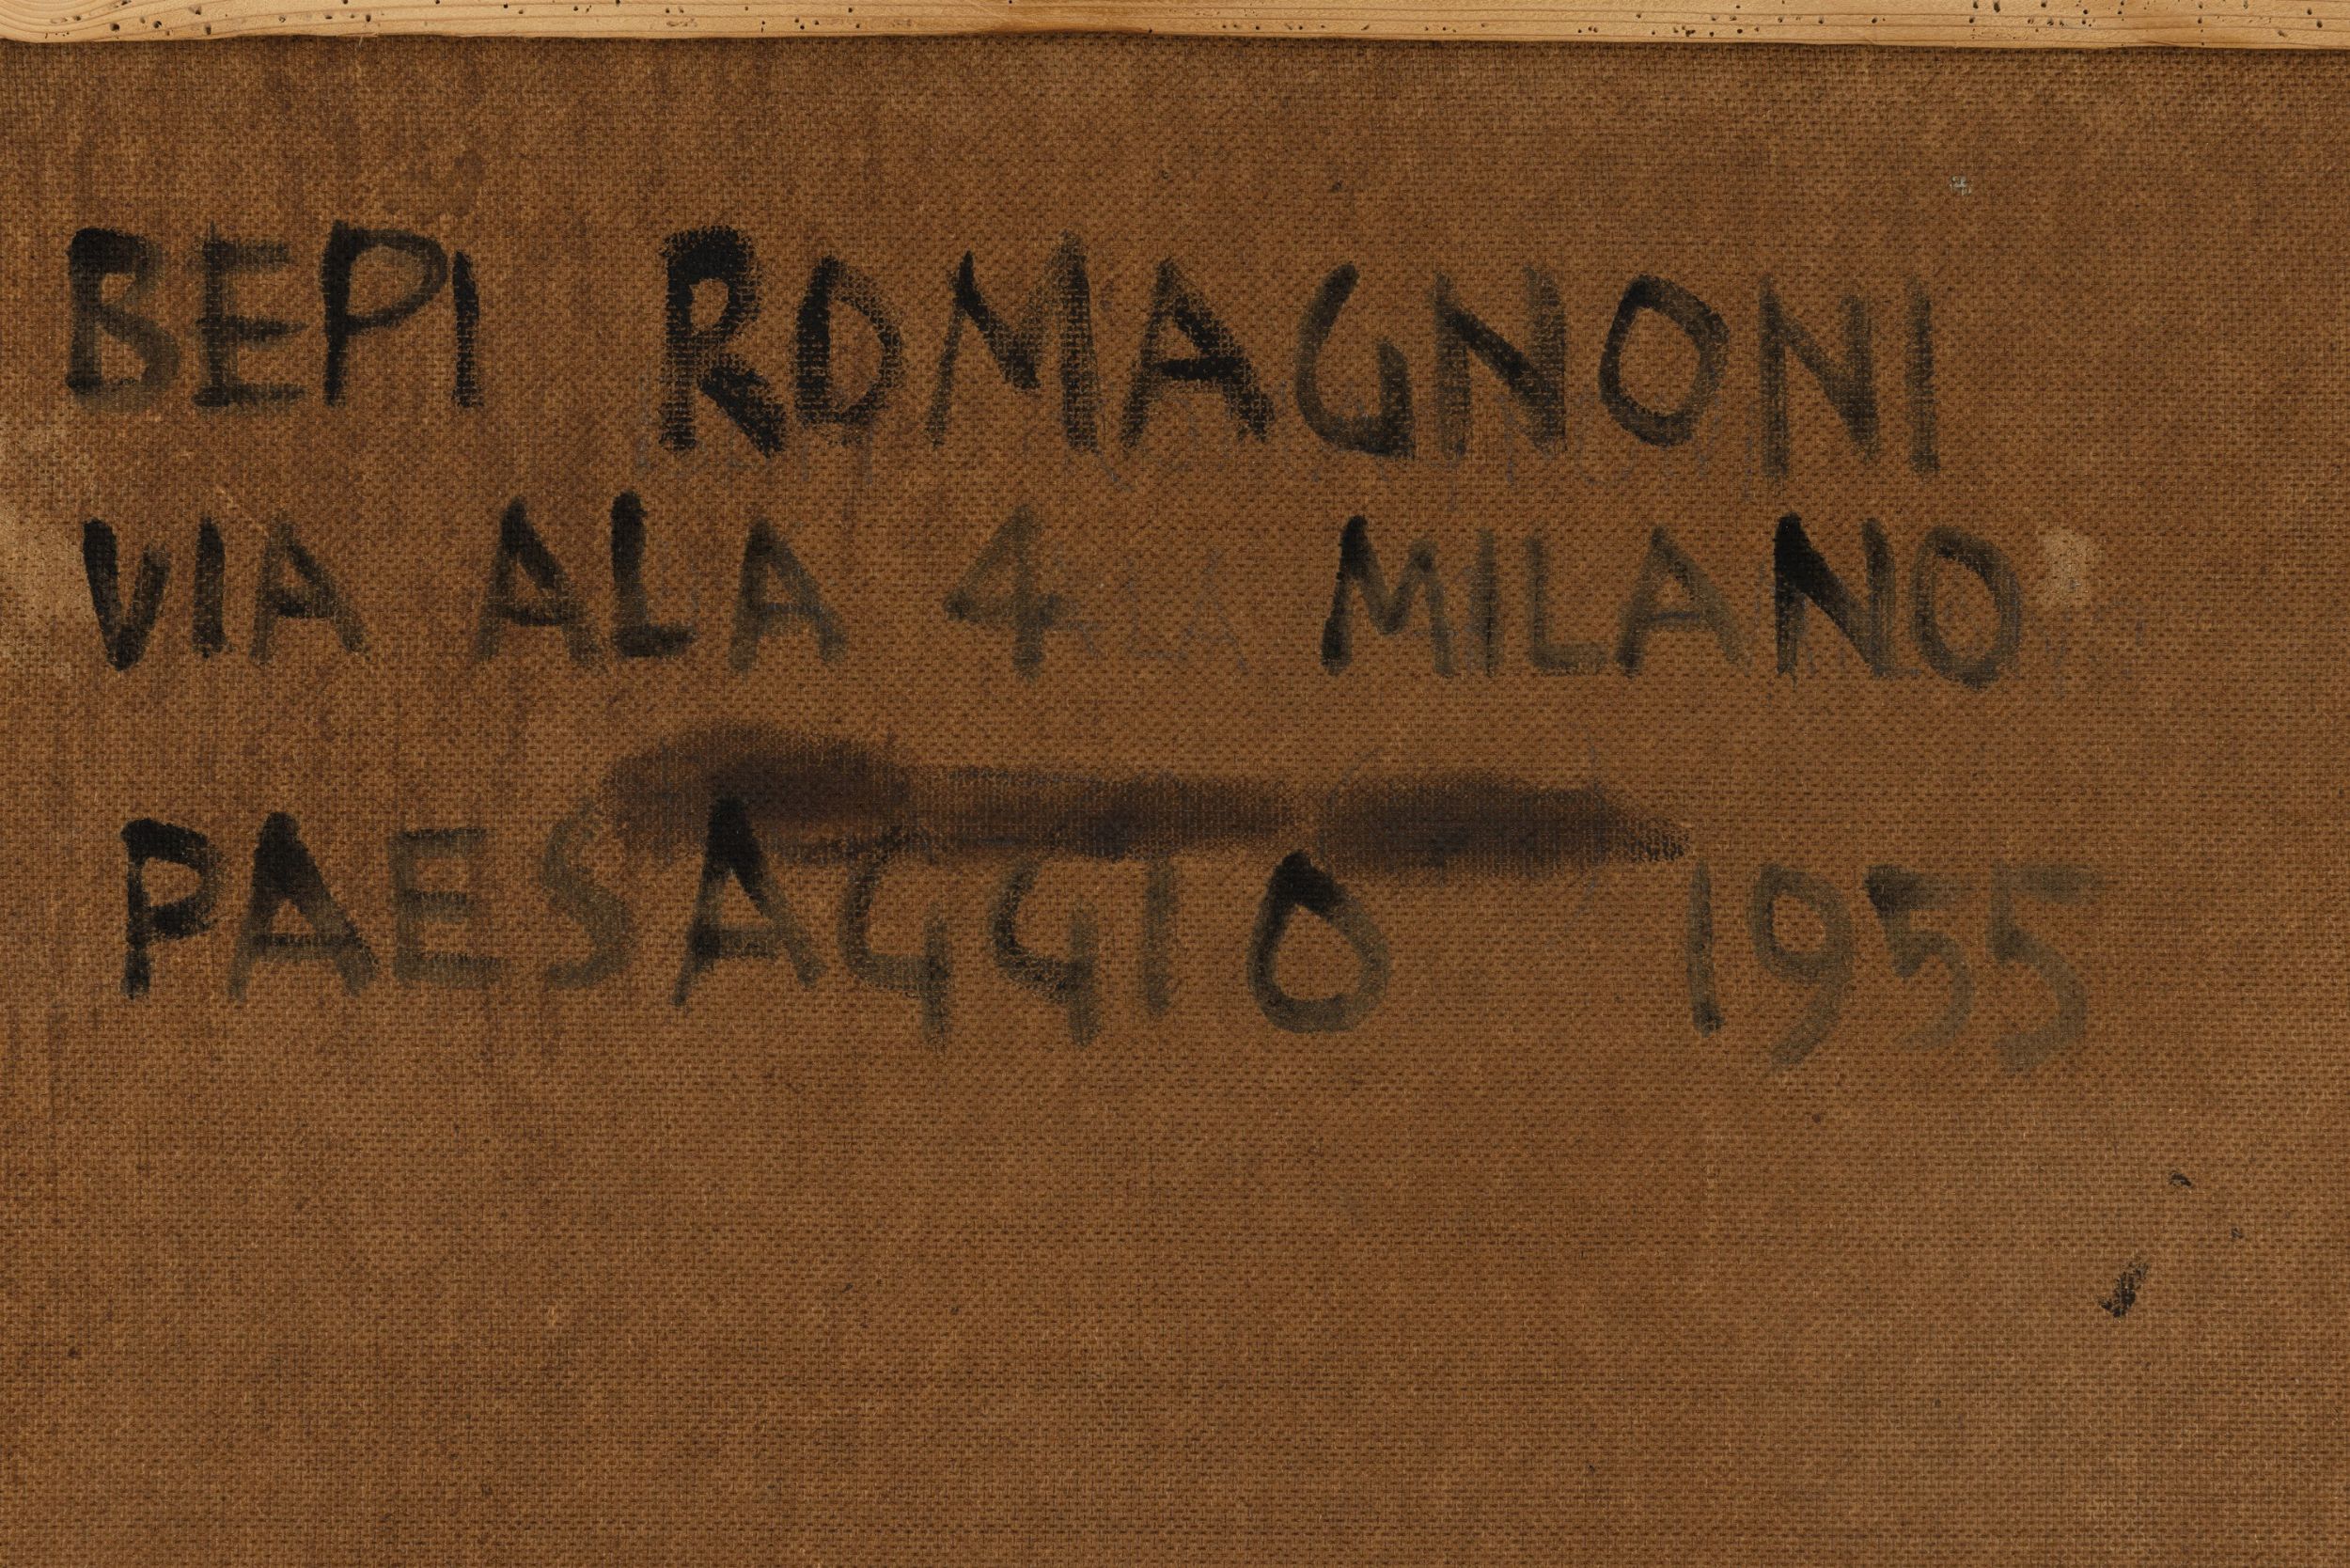 BEPI ROMAGNONI
VIA ALA 4 MILANO
PAESAGGIO 1955